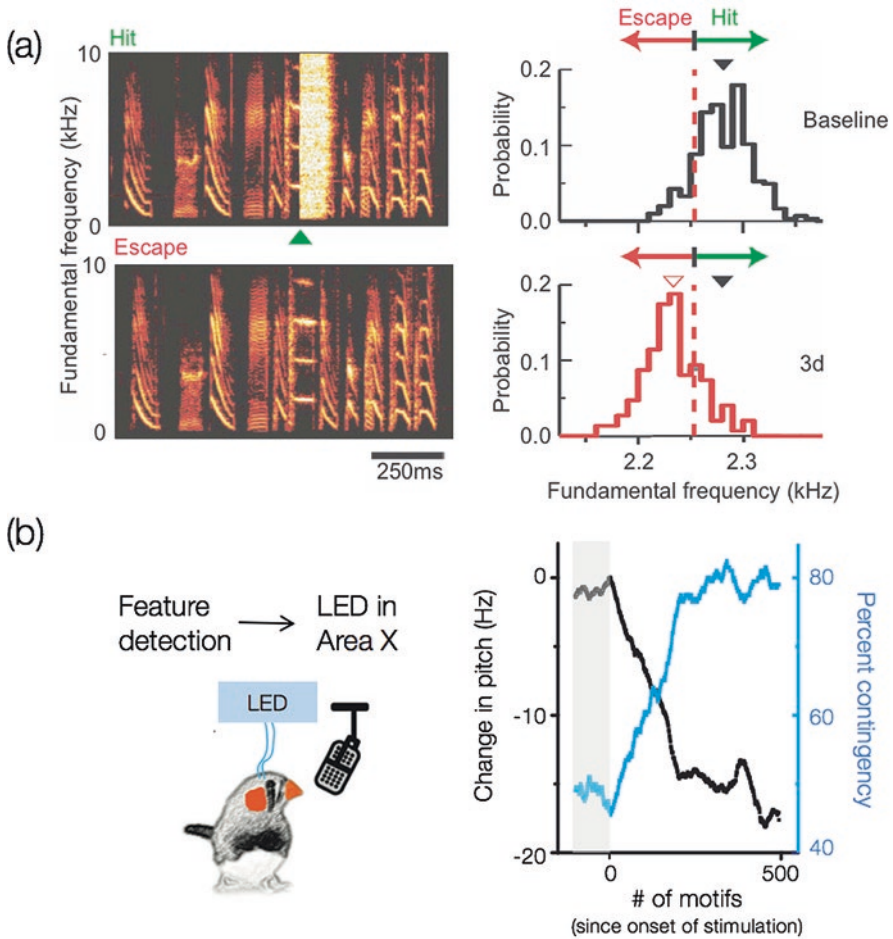 (a)
Hit
Fundamental frequency (kHz)
10
0
Escape
10
0
250ms
Escape Hit
Probability
0.2
0.1
0.0
Baseline
Escape Hit
Probability
0.2
0.1
0.0
3d
2.2 2.3
Fundamental frequency (kHz)
(b)
Feature
detection
LED in
Area X
LED
Change in pitch (Hz)
0
-10
-20
80
60
40
Percent contingency
0 500
# of motifs
(since onset of stimulation)